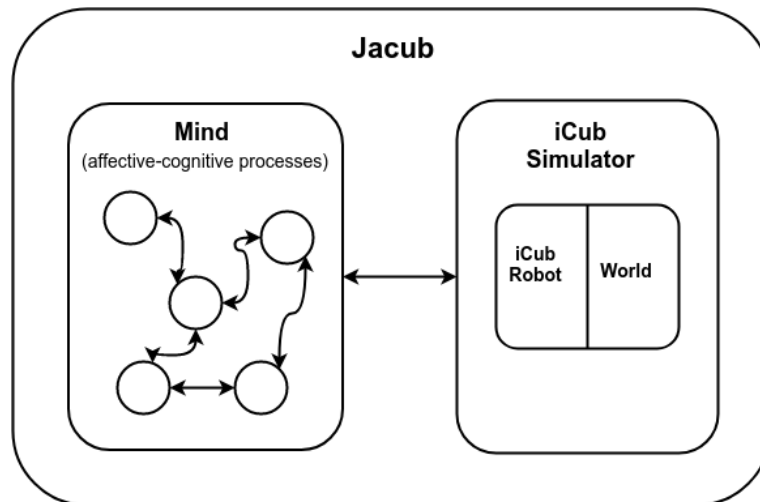 Jacub
Mind
(affective-cognitive processes)
iCub
Simulator
iCub
Robot
World